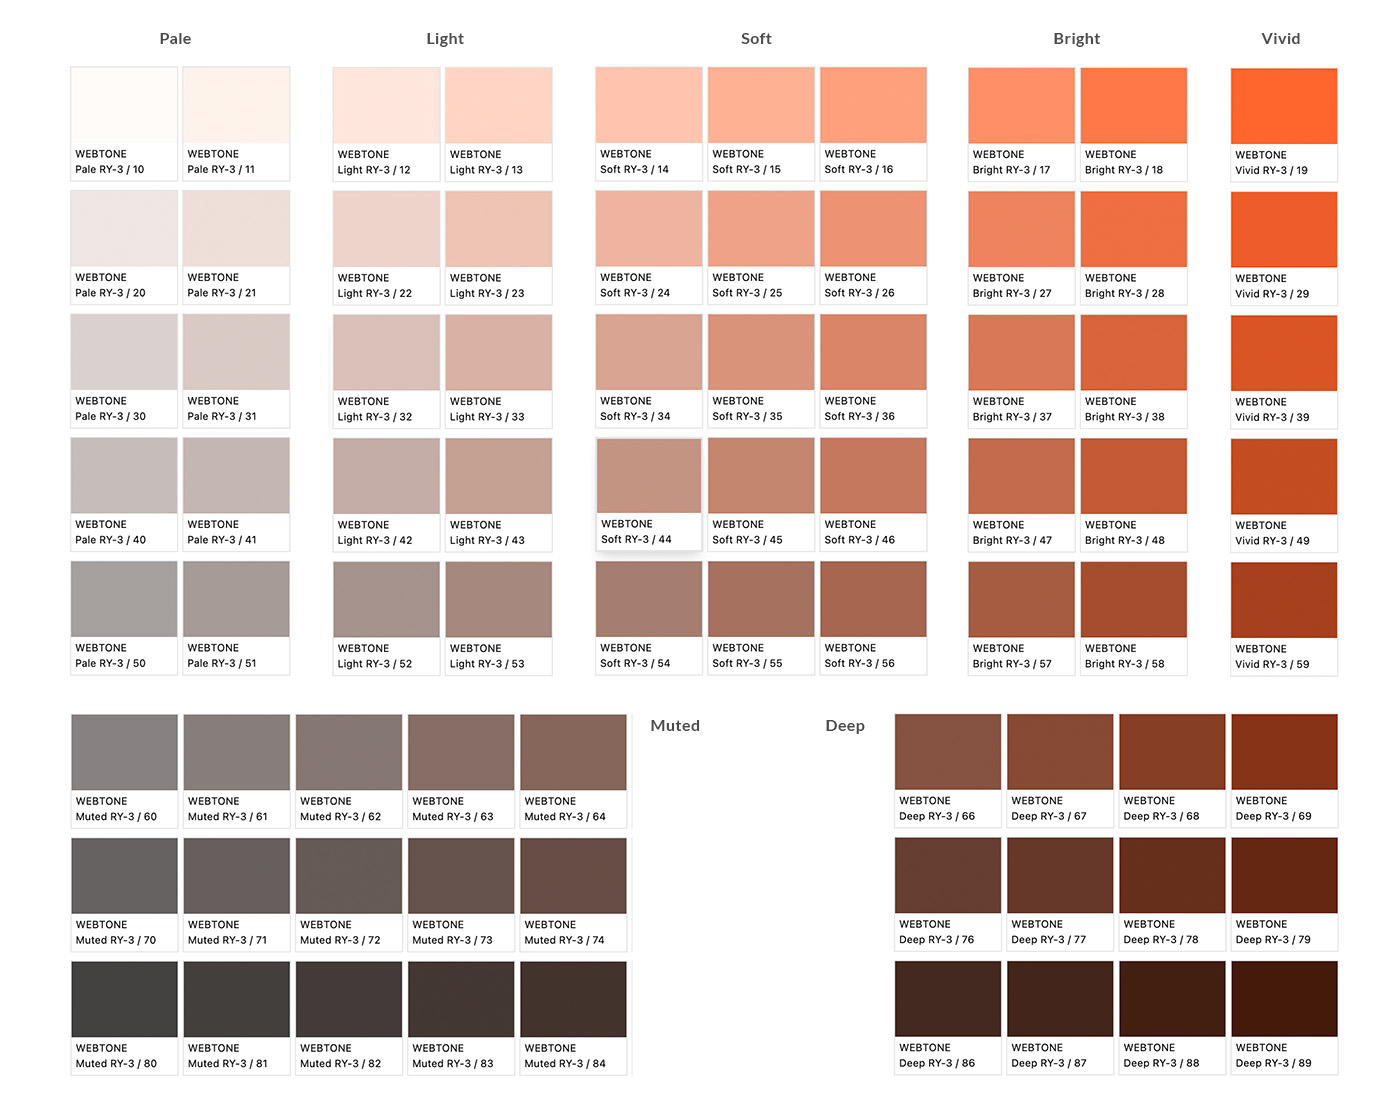 Pale Light Soft Bright Vivid
WEBTONE WEBTONE WEBTONE WEBTONE WEBTONE WEBTONE WEBTONE WEBTONE WEBTONE WEBTONE
Pale RY-3 / 10 Pale RY-3 / 11 Light RY-3 / 12 Light RY-3 / 13 Soft RY-3 / 14 Soft RY-3 / 15 Soft RY-3 / 16 Bright RY-3 / 17 Bright RY-3 / 18 Vivid RY-3 / 19
WEBTONE WEBTONE WEBTONE WEBTONE WEBTONE WEBTONE WEBTONE WEBTONE WEBTONE WEBTONE
Pale RY-3 / 20 Pale RY-3 / 21 Light RY-3 / 22 Light RY-3 / 23 Soft RY-3 / 24 Soft RY-3 / 25 Soft RY-3 / 26 Bright RY-3 / 27 Bright RY-3 / 28 Vivid RY-3 / 29
WEBTONE WEBTONE WEBTONE WEBTONE WEBTONE WEBTONE WEBTONE WEBTONE WEBTONE WEBTONE
Pale RY-3 / 30 Pale RY-3 / 31 Light RY-3 / 32 Light RY-3 / 33 Soft RY-3 / 34 Soft RY-3 / 35 Soft RY-3 / 36 Bright RY-3 / 37 Bright RY-3 / 38 Vivid RY-3 / 39
WEBTONE WEBTONE WEBTONE WEBTONE WEBTONE WEBTONE WEBTONE WEBTONE WEBTONE WEBTONE
Pale RY-3 / 40 Pale RY-3 / 41 Light RY-3 / 42 Light RY-3 / 43 Soft RY-3 / 44 Soft RY-3 / 45 Soft RY-3 / 46 Bright RY-3 / 47 Bright RY-3 / 48 Vivid RY-3 / 49
WEBTONE WEBTONE WEBTONE WEBTONE WEBTONE WEBTONE WEBTONE WEBTONE WEBTONE WEBTONE
Pale RY-3 / 50 Pale RY-3 / 51 Light RY-3 / 52 Light RY-3 / 53 Soft RY-3 / 54 Soft RY-3 / 55 Soft RY-3 / 56 Bright RY-3 / 57 Bright RY-3 / 58 Vivid RY-3 / 59
Muted Deep
WEBTONE WEBTONE WEBTONE WEBTONE WEBTONE WEBTONE WEBTONE WEBTONE WEBTONE
Muted RY-3 / 60 Muted RY-3 / 61 Muted RY-3 / 62 Muted RY-3 / 63 Muted RY-3 / 64 Deep RY-3 / 66 Deep RY-3 / 67 Deep RY-3 / 68 Deep RY-3 / 69
WEBTONE WEBTONE WEBTONE WEBTONE WEBTONE WEBTONE WEBTONE WEBTONE WEBTONE
Muted RY-3 / 70 Muted RY-3 / 71 Muted RY-3 / 72 Muted RY-3 / 73 Muted RY-3 / 74 Deep RY-3 / 76 Deep RY-3 / 77 Deep RY-3 / 78 Deep RY-3 / 79
WEBTONE WEBTONE WEBTONE WEBTONE WEBTONE WEBTONE WEBTONE WEBTONE WEBTONE
Muted RY-3 / 80 Muted RY-3 / 81 Muted RY-3 / 82 Muted RY-3 / 83 Muted RY-3 / 84 Deep RY-3 / 86 Deep RY-3 / 87 Deep RY-3 / 88 Deep RY-3 / 89